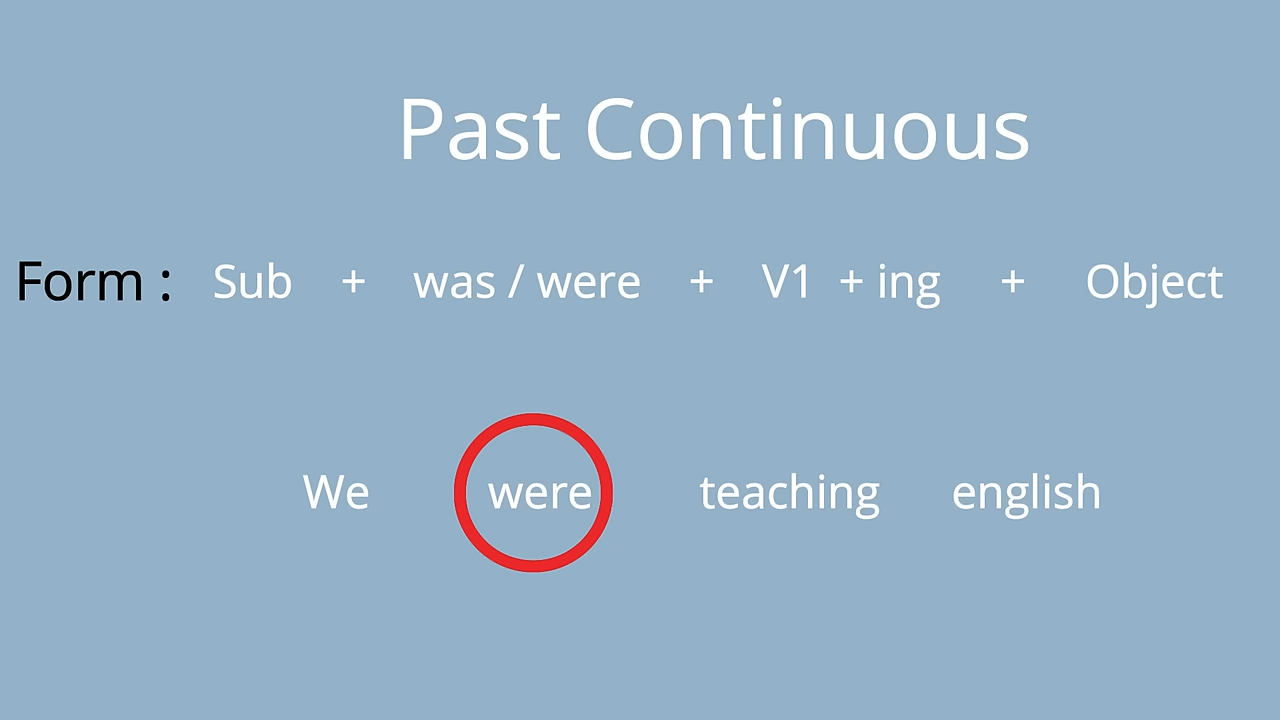 Past Continuous
Form : Sub + was / were + V1 + ing + Object
We were teaching english